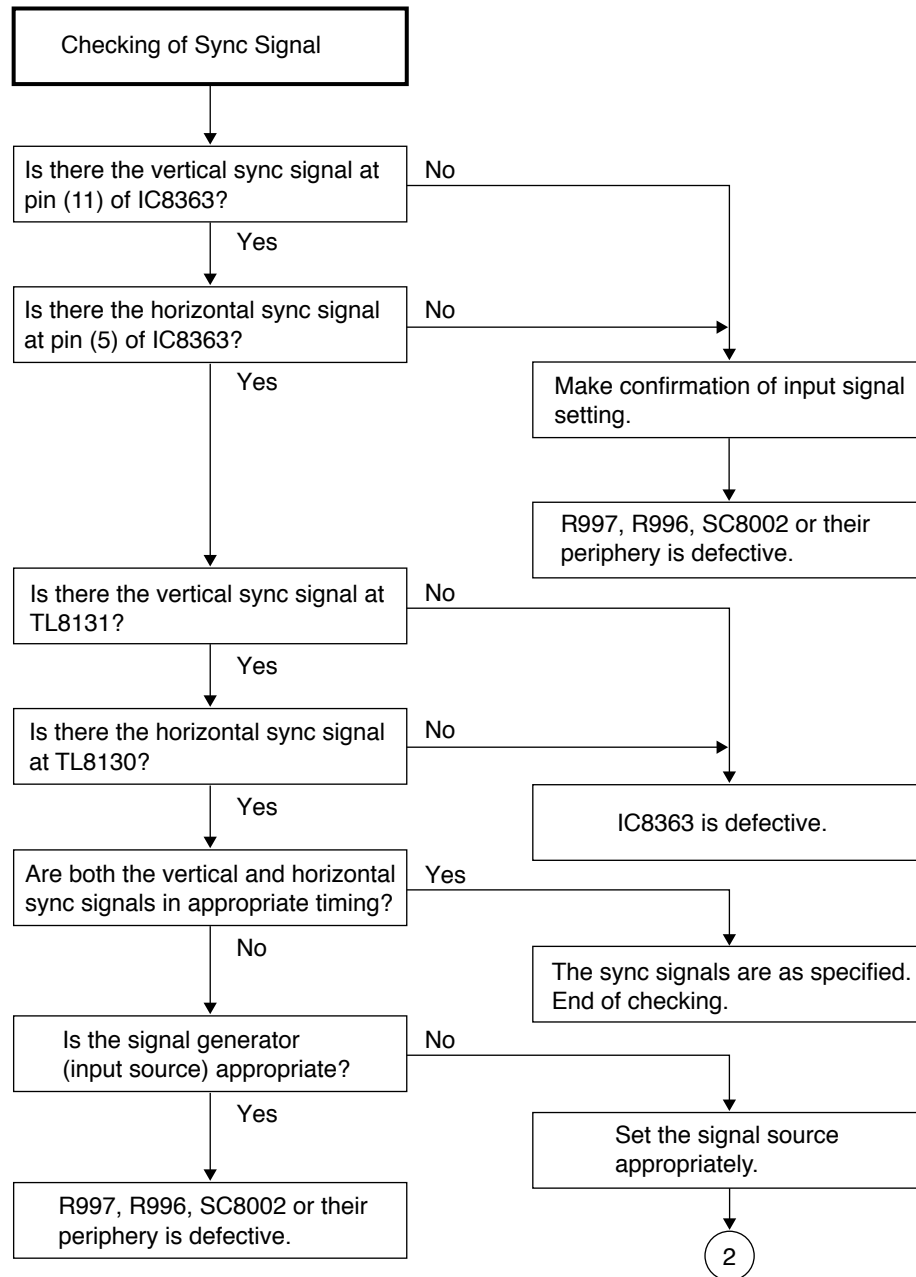 Checking of Sync Signal
Is there the vertical sync signal at
pin (11) of IC8363?
No
Yes
Is there the horizontal sync signal
at pin (5) of IC8363?
No
Yes
Make confirmation of input signal
setting.
R997, R996, SC8002 or their
periphery is defective.
Is there the vertical sync signal at
TL8131?
No
Yes
Is there the horizontal sync signal
at TL8130?
No
Yes
IC8363 is defective.
Are both the vertical and horizontal
sync signals in appropriate timing?
Yes
No
The sync signals are as specified.
End of checking.
Is the signal generator
(input source) appropriate?
No
Yes
Set the signal source
appropriately.
R997, R996, SC8002 or their
periphery is defective.
2